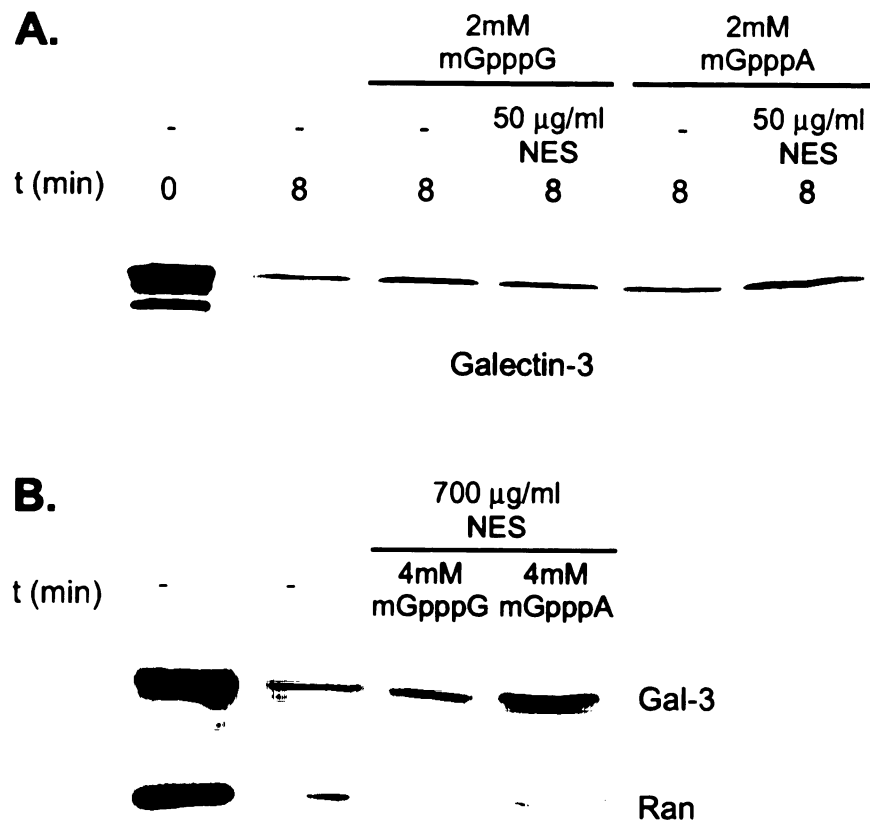 A.
2mM 2mM
mGpppG mGpppA
- - - 50 μg/ml - 50 μg/ml
NES NES
t (min) 0 8 8 8 8 8
Galectin-3
B.
700 μg/ml
NES
4mM 4mM
t (min) - - mGpppG mGpppA
Gal-3
Ran